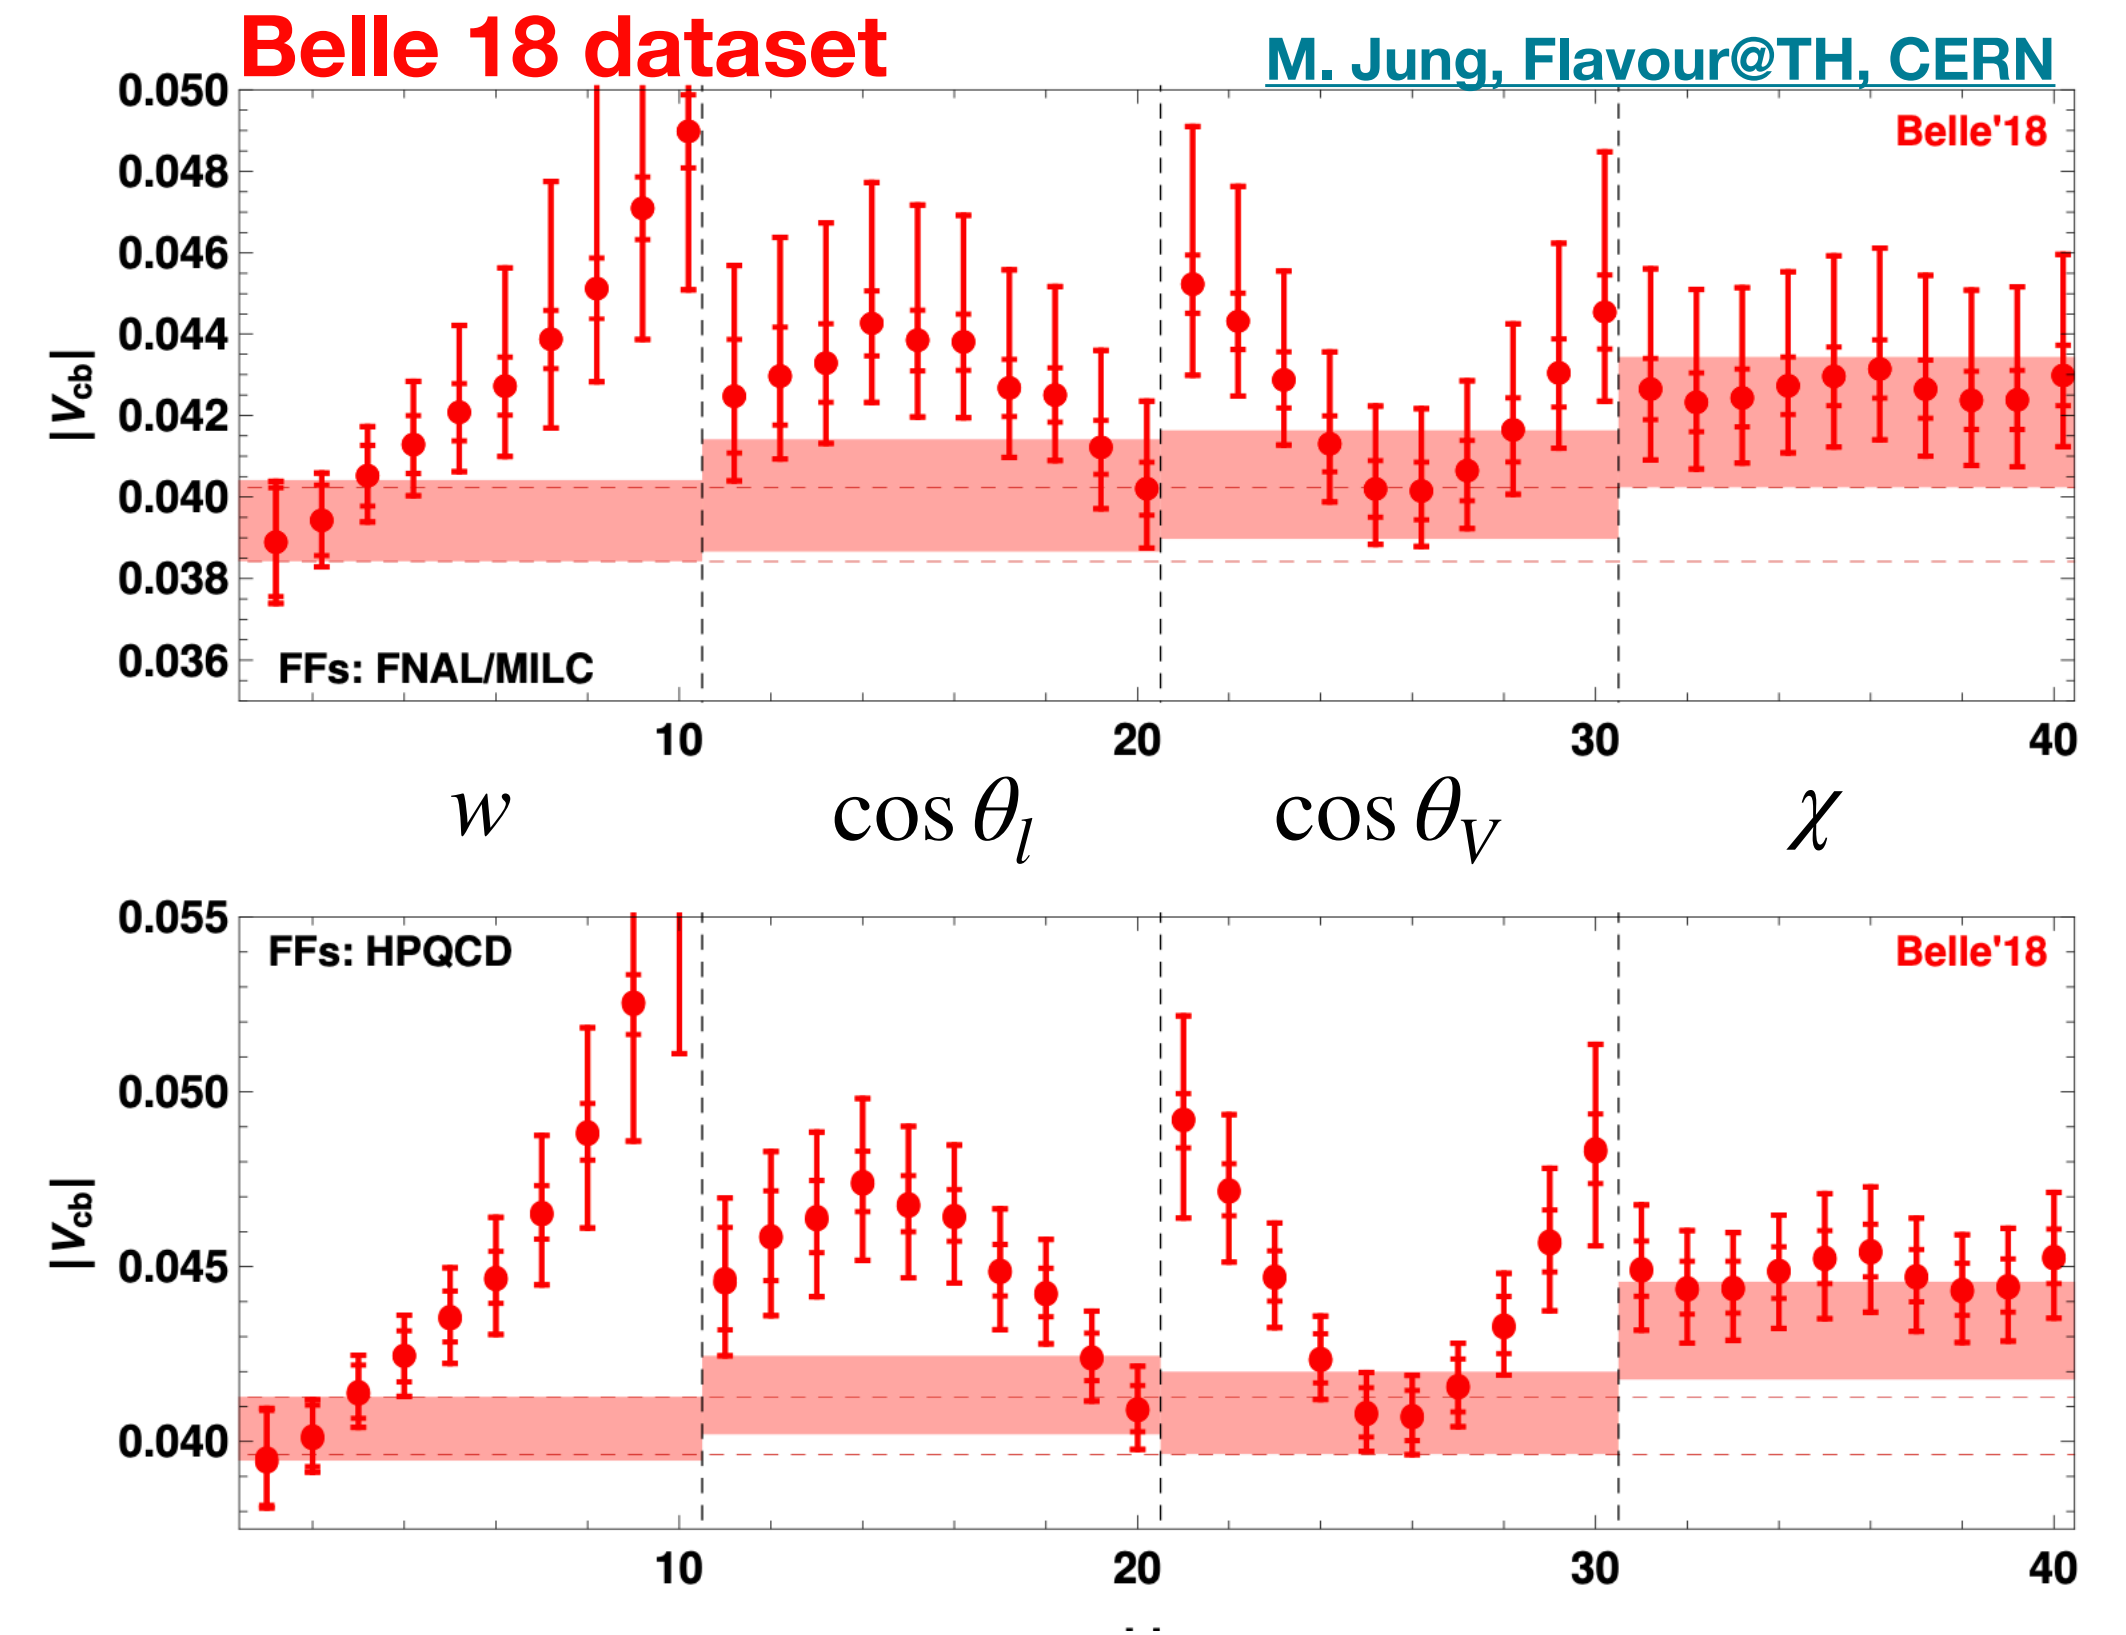 Belle 18 dataset
M. Jung, Flavour@TH, CERN
0.050
0.048
0.046
0.044
0.042
0.040
0.038
0.036
|Vcb|
Belle'18
FFs: FNAL/MILC
10 20 30 40
w cos θl cos θV χ
0.055
0.050
0.045
0.040
|Vcb|
FFs: HPQCD
Belle'18
10 20 30 40